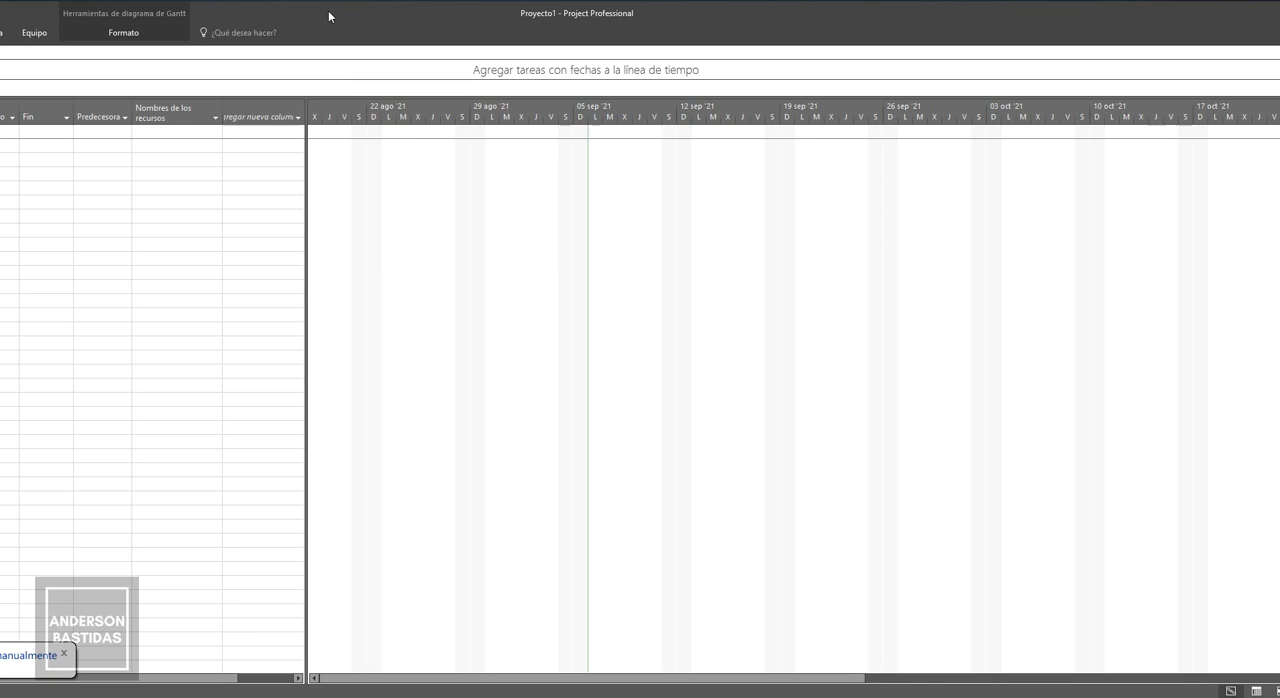 Herramientas de diagrama de Gantt
Proyecto1 - Project Professional
Equipo
Formato
¿Qué desea hacer?
Agregar tareas con fechas a la línea de tiempo
22 ago '21 29 ago '21 05 sep '21 12 sep '21 19 sep '21 26 sep '21 03 oct '21 10 oct '21 17 oct '21
Fin Predecesora Nombres de los recursos regar nueva column
X J V S D L M X J V S D L M X J V S D L M X J V S D L M X J V S D L M X J V S D L M X J V S D L M X J V S D L M X J V S D L M X J V
ANDERSON
BASTIDAS
manualmente x